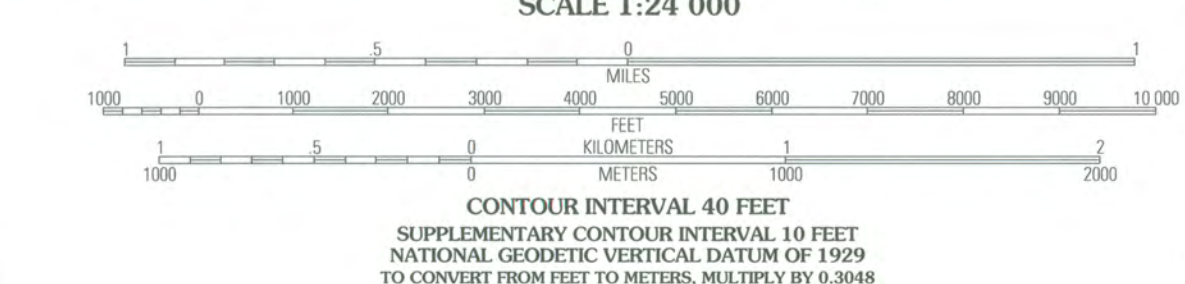 SCALE 1:24 000
1 .5 0 1
MILES
1000 0 1000 2000 3000 4000 5000 6000 7000 8000 9000 10 000
FEET
1 .5 0 KILOMETERS 1 2
1000 0 METERS 1000 2000
CONTOUR INTERVAL 40 FEET
SUPPLEMENTARY CONTOUR INTERVAL 10 FEET
NATIONAL GEODETIC VERTICAL DATUM OF 1929
TO CONVERT FROM FEET TO METERS, MULTIPLY BY 0.3048